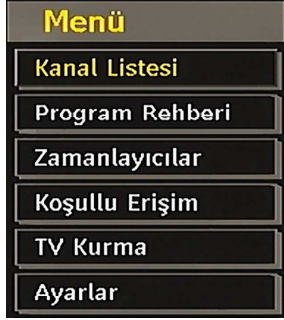 Menü
Kanal Listesi
Program Rehberi
Zamanlayıcılar
Koşullu Erişim
TV Kurma
Ayarlar